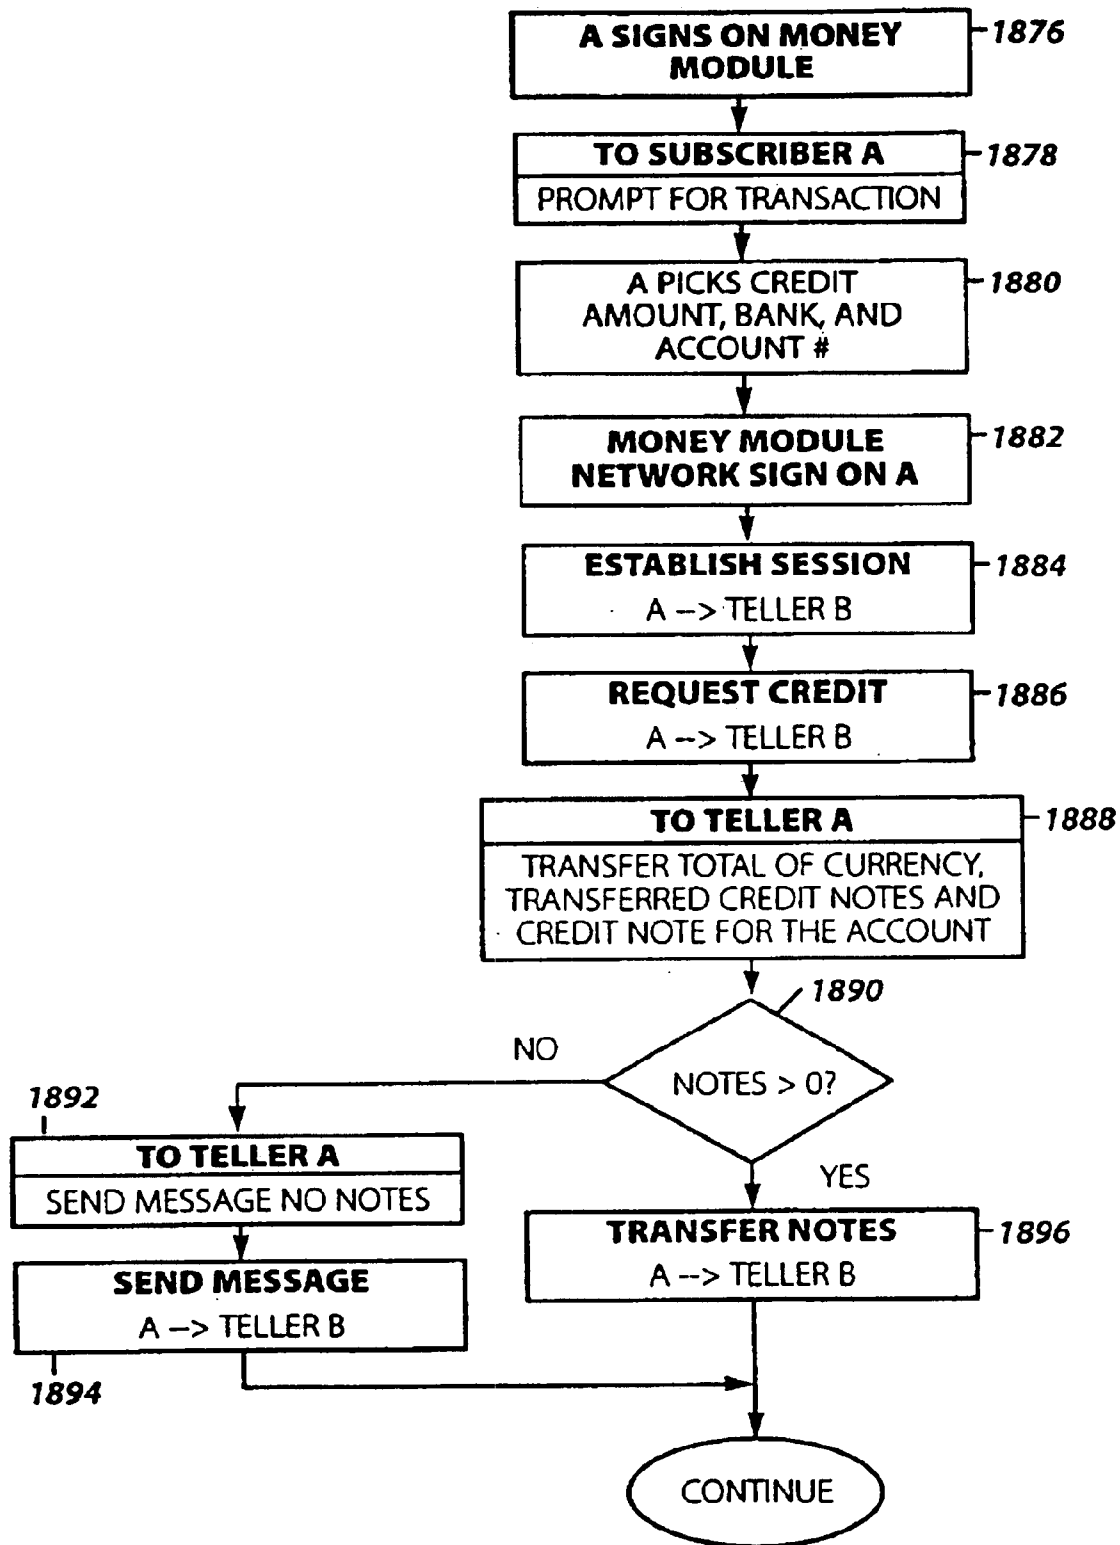 A SIGNS ON MONEY
MODULE
1876
TO SUBSCRIBER A
1878
PROMPT FOR TRANSACTION
A PICKS CREDIT
1880
AMOUNT, BANK, AND
ACCOUNT #
MONEY MODULE
1882
NETWORK SIGN ON A
ESTABLISH SESSION
1884
A --> TELLER B
REQUEST CREDIT
1886
A --> TELLER B
TO TELLER A
1888
TRANSFER TOTAL OF CURRENCY,
TRANSFERRED CREDIT NOTES AND
CREDIT NOTE FOR THE ACCOUNT
1890
NOTES > 0?
NO
1892
TO TELLER A
SEND MESSAGE NO NOTES
SEND MESSAGE
A --> TELLER B
1894
YES
TRANSFER NOTES
1896
A --> TELLER B
CONTINUE